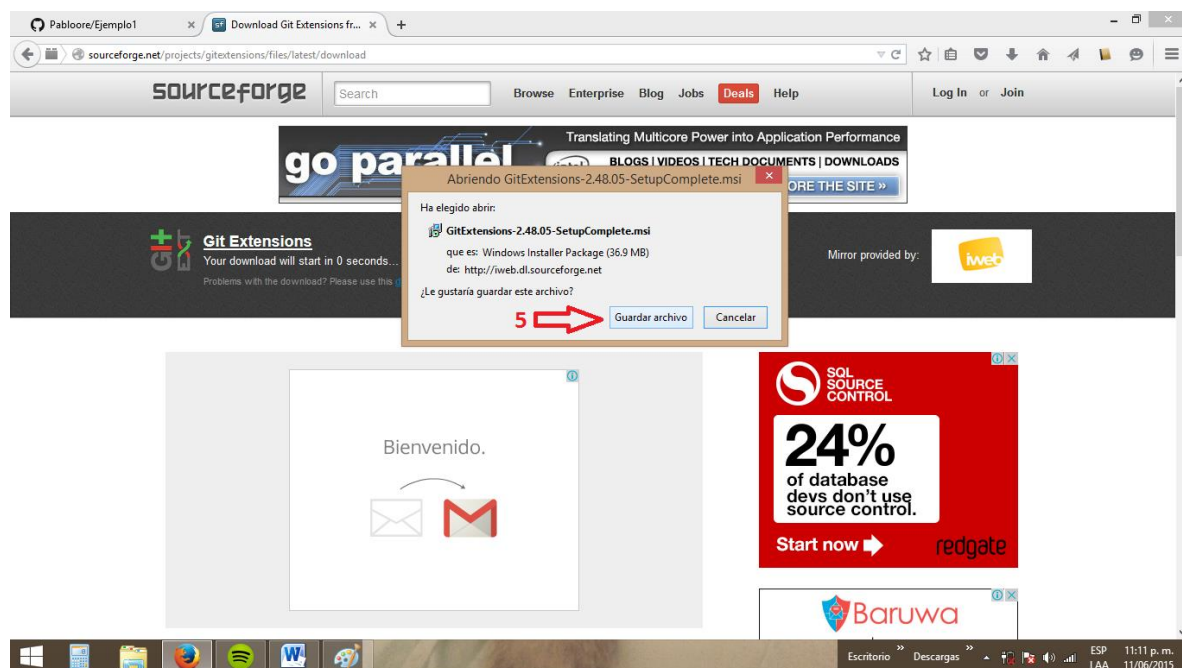 Pabloore/Ejemplo1
Download Git Extensions fr...
sourceforge.net/projects/gitextensions/files/latest/download
sourceforge
Search
Browse Enterprise Blog Jobs Deals Help
Log In or Join
Translating Multicore Power into Application Performance
go parallel
BLOGS | VIDEOS | TECH DOCUMENTS | DOWNLOADS
ORE THE SITE »
Abriendo GitExtensions-2.48.05-SetupComplete.msi
Ha elegido abrir:
GitExtensions-2.48.05-SetupComplete.msi
que es: Windows Installer Package (36.9 MB)
de: http://iweb.dl.sourceforge.net
¿Le gustaría guardar este archivo?
5
Guardar archivo
Cancelar
Git Extensions
Your download will start in 0 seconds...
Problems with the download? Please use this
Mirror provided by:
iweb
Bienvenido.
SQL
SOURCE
CONTROL
24%
of database
devs don't use
source control.
Start now
redgate
Baruwa
Escritorio
Descargas
ESP
LAA
11:11 p. m.
11/06/2015